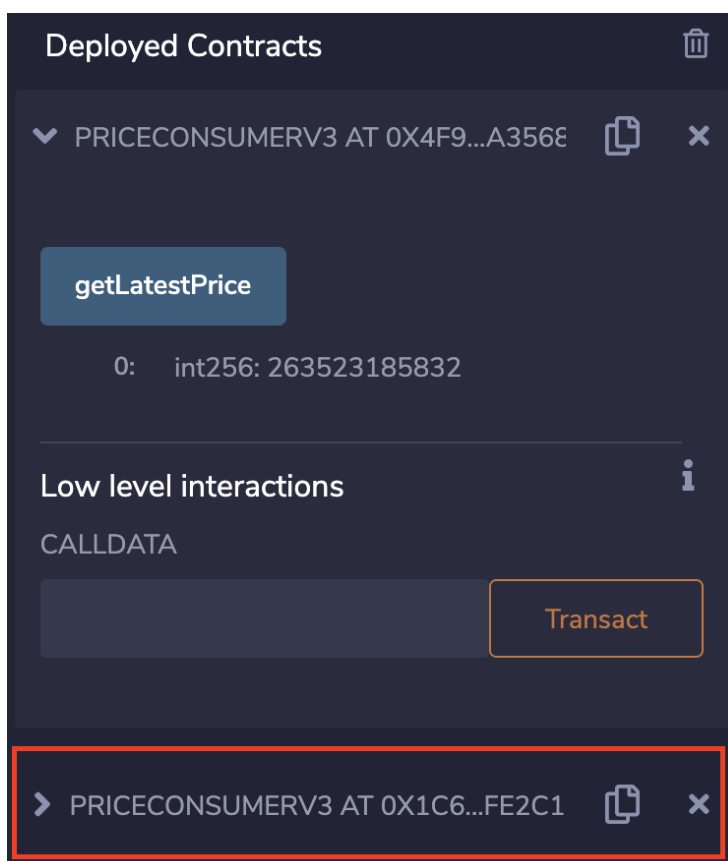 Deployed Contracts
PRICECONSUMERV3 AT 0X4F9...A3568
getLatestPrice
0: int256: 263523185832
Low level interactions
CALLDATA
Transact
PRICECONSUMERV3 AT 0X1C6...FE2C1